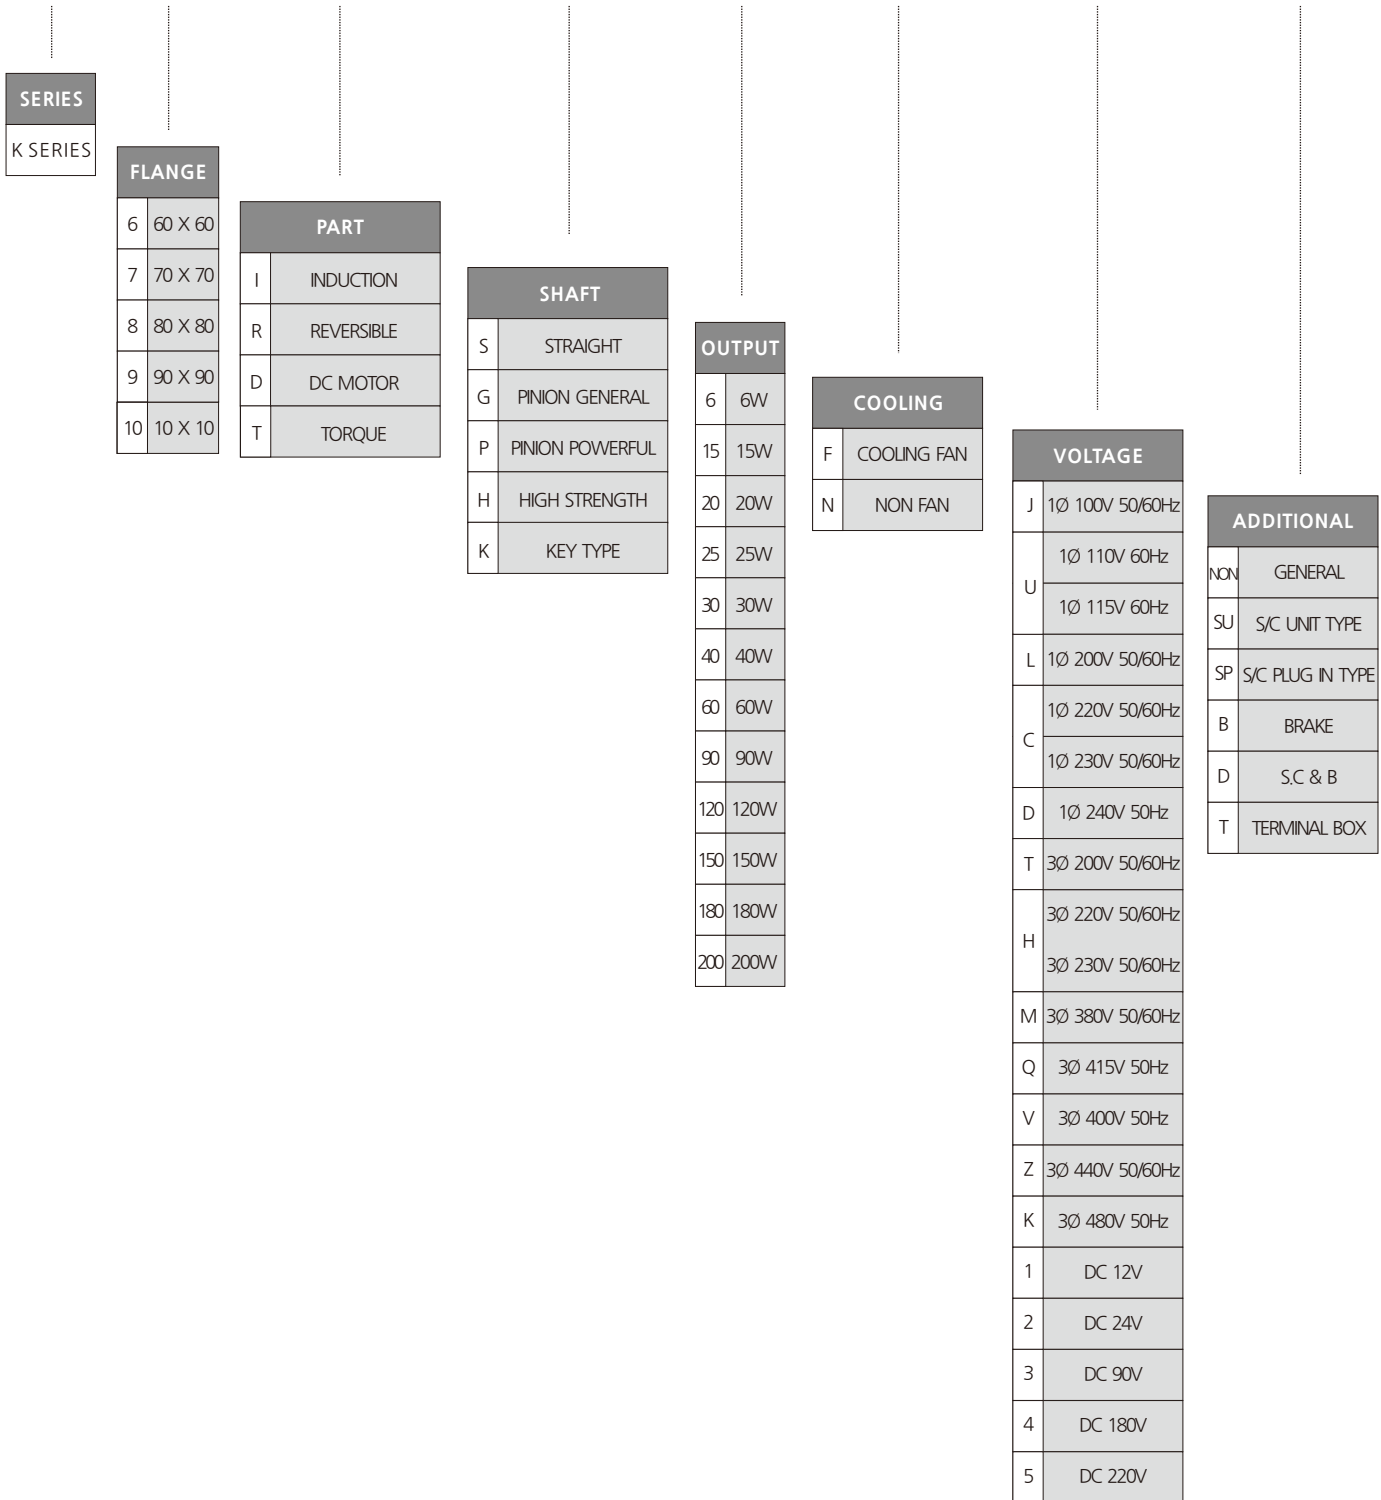 SERIES
K SERIES
FLANGE
6 60 X 60
7 70 X 70
8 80 X 80
9 90 X 90
10 10 X 10
PART
I INDUCTION
R REVERSIBLE
D DC MOTOR
T TORQUE
SHAFT
S STRAIGHT
G PINION GENERAL
P PINION POWERFUL
H HIGH STRENGTH
K KEY TYPE
OUTPUT
6 6W
15 15W
20 20W
25 25W
30 30W
40 40W
60 60W
90 90W
120 120W
150 150W
180 180W
200 200W
COOLING
F COOLING FAN
N NON FAN
VOLTAGE
J 1Ø 100V 50/60Hz
U 1Ø 110V 60Hz
1Ø 115V 60Hz
L 1Ø 200V 50/60Hz
C 1Ø 220V 50/60Hz
1Ø 230V 50/60Hz
D 1Ø 240V 50Hz
T 3Ø 200V 50/60Hz
H 3Ø 220V 50/60Hz
3Ø 230V 50/60Hz
M 3Ø 380V 50/60Hz
Q 3Ø 415V 50Hz
V 3Ø 400V 50Hz
Z 3Ø 440V 50/60Hz
K 3Ø 480V 50Hz
1 DC 12V
2 DC 24V
3 DC 90V
4 DC 180V
5 DC 220V
ADDITIONAL
NON GENERAL
SU S/C UNIT TYPE
SP S/C PLUG IN TYPE
B BRAKE
D S.C & B
T TERMINAL BOX